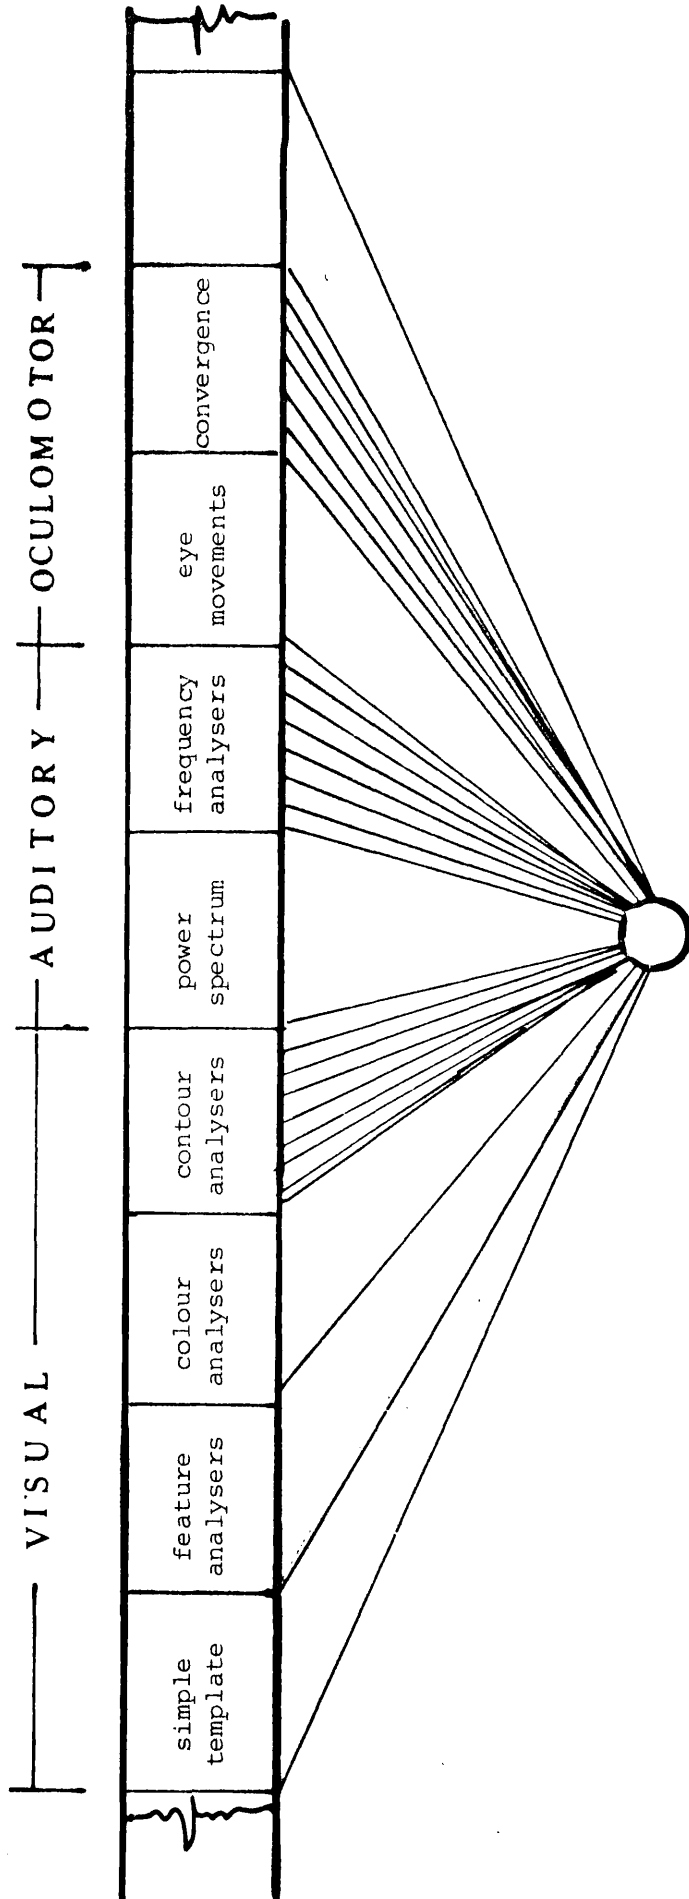 VISUAL
AUDITORY
OCULOMOTOR
simple
template
feature
analysers
colour
analysers
contour
analysers
power
spectrum
frequency
analysers
eye
movements
convergence